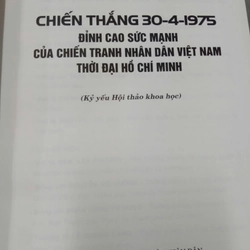 CHIẾN THẮNG 30-4-1975
ĐỈNH CAO SỨC MẠNH
CỦA CHIẾN TRANH NHÂN DÂN VIỆT NAM
THỜI ĐẠI HỒ CHÍ MINH
(Kỷ yếu Hội thảo khoa học)